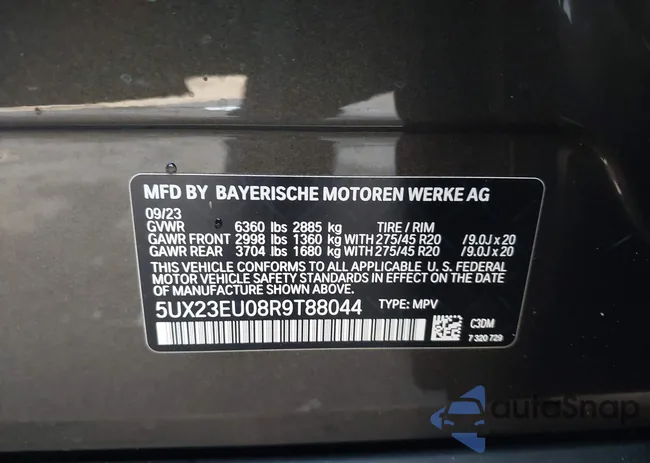 MFD BY BAYERISCHE MOTOREN WERKE AG
09/23
GVWR 6360 lbs 2885 kg TIRE / RIM
GAWR FRONT 2998 lbs 1360 kg WITH 275/45 R20 /9.0J x 20
GAWR REAR 3704 lbs 1680 kg WITH 275/45 R20 /9.0J x 20
THIS VEHICLE CONFORMS TO ALL APPLICABLE U. S. FEDERAL
MOTOR VEHICLE SAFETY STANDARDS IN EFFECT ON THE
DATE OF MANUFACTURE SHOWN ABOVE.
5UX23EU08R9T88044 TYPE: MPV
C3DM
7 320 729
autoSnap